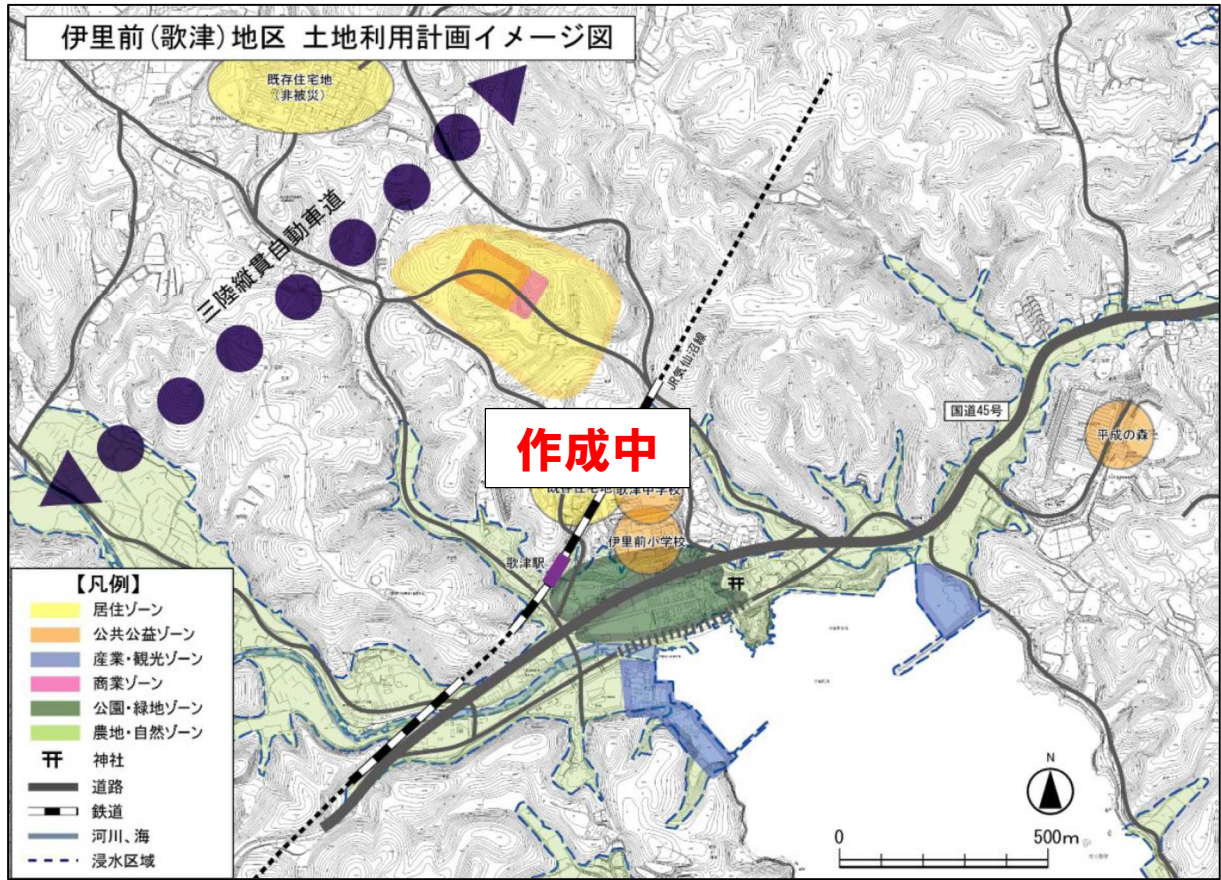 伊里前(歌津)地区 土地利用計画イメージ図
既存住宅地
(非被災)
三陸縦貫自動車道
JR気仙沼線
国道45号
平成の森
作成中
既存住宅地
歌津中学校
伊里前小学校
歌津駅
【凡例】
居住ゾーン
公共公益ゾーン
産業・観光ゾーン
商業ゾーン
公園・緑地ゾーン
農地・自然ゾーン
神社
道路
鉄道
河川、海
浸水区域
N
0
500m